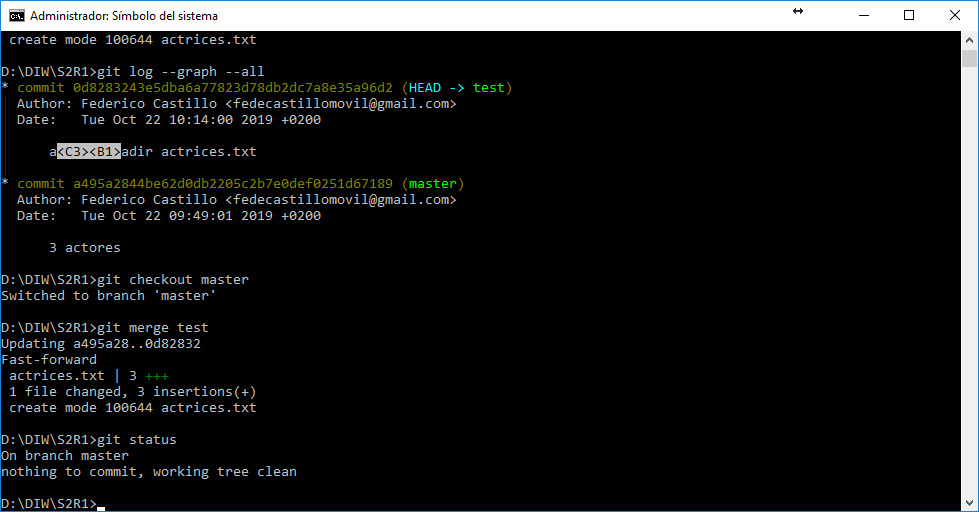 Administrador: Símbolo del sistema
create mode 100644 actrices.txt
D:\DIW\S2R1>git log --graph --all
* commit 0d8283243e5dba6a77823d78db2dc7a8e35a96d2 (HEAD -> test)
| Author: Federico Castillo <fedecastillomovil@gmail.com>
| Date:   Tue Oct 22 10:14:00 2019 +0200
|
|     a<C3><B1>adir actrices.txt
|
* commit a495a2844be62d0db2205c2b7e0def0251d67189 (master)
  Author: Federico Castillo <fedecastillomovil@gmail.com>
  Date:   Tue Oct 22 09:49:01 2019 +0200
      3 actores
D:\DIW\S2R1>git checkout master
Switched to branch 'master'
D:\DIW\S2R1>git merge test
Updating a495a28..0d82832
Fast-forward
 actrices.txt | 3 +++
 1 file changed, 3 insertions(+)
 create mode 100644 actrices.txt
D:\DIW\S2R1>git status
On branch master
nothing to commit, working tree clean
D:\DIW\S2R1>